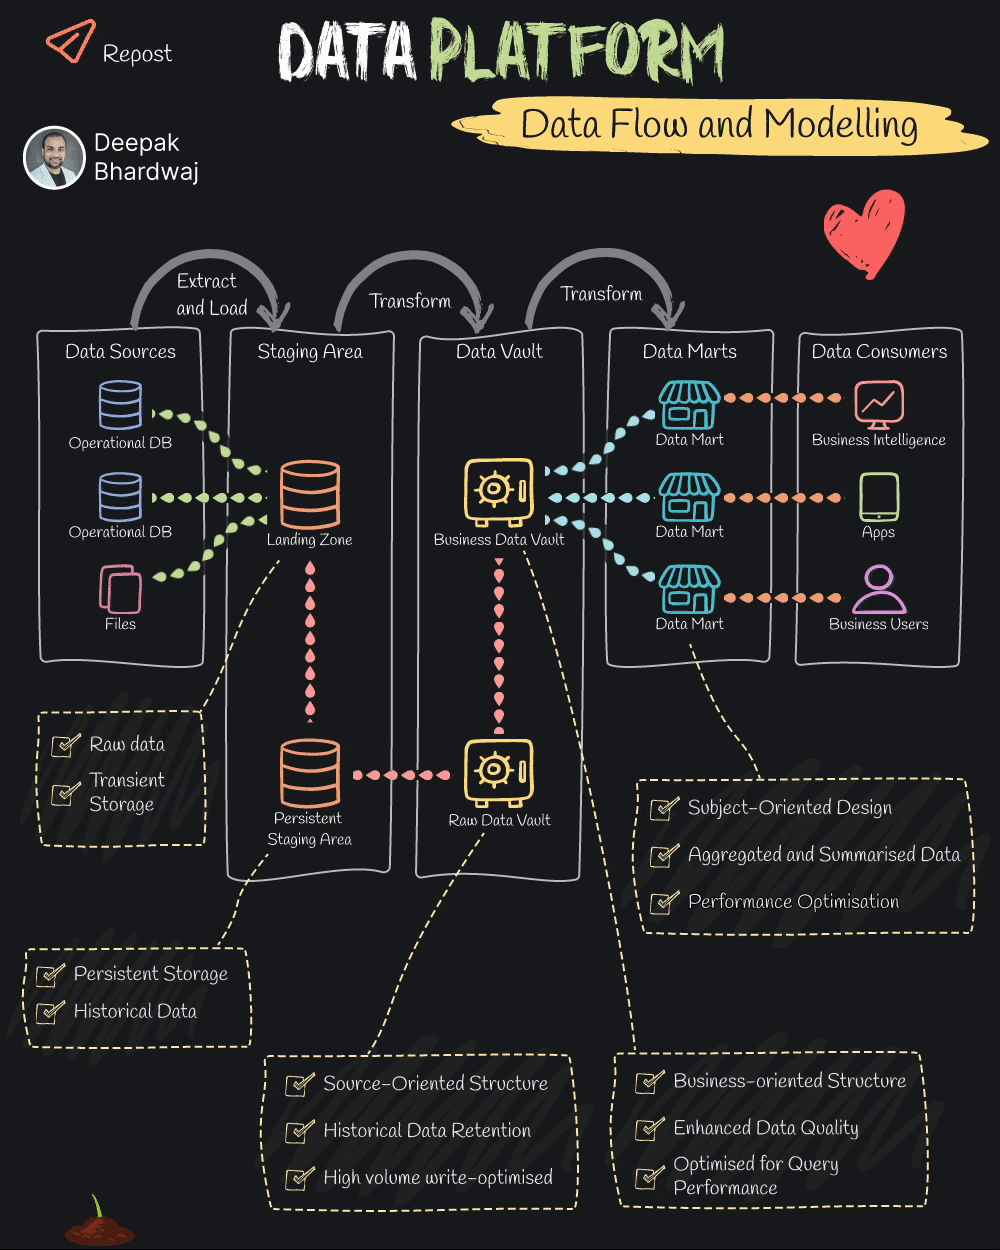 Repost
DATA PLATFORM
Data Flow and Modelling
Deepak
Bhardwaj
Extract
and Load
Transform
Transform
Data Sources
Staging Area
Data Vault
Data Marts
Data Consumers
Operational DB
Data Mart
Business Intelligence
Operational DB
Landing Zone
Business Data Vault
Data Mart
Apps
Files
Data Mart
Business Users
Raw data
Transient
Storage
Persistent
Staging Area
Raw Data Vault
Subject-Oriented Design
Aggregated and Summarised Data
Performance Optimisation
Persistent Storage
Historical Data
Source-Oriented Structure
Historical Data Retention
High volume write-optimised
Business-oriented Structure
Enhanced Data Quality
Optimised for Query
Performance